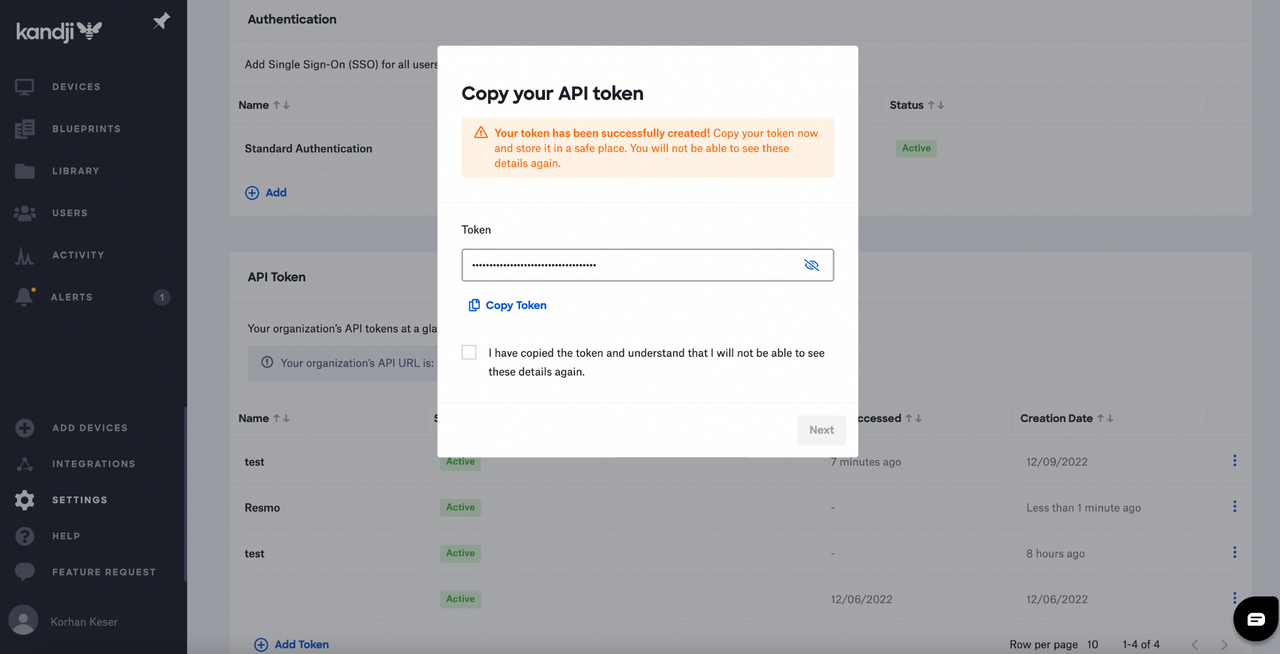 kandji
DEVICES
BLUEPRINTS
LIBRARY
USERS
ACTIVITY
ALERTS 1
ADD DEVICES
INTEGRATIONS
SETTINGS
HELP
FEATURE REQUEST
Korhan Keser
Authentication
Add Single Sign-On (SSO) for all users
Name Status
Standard Authentication Active
Add
API Token
Your organization's API tokens at a
Your organization's API URL is:
Name Creation Date
test Active 7 minutes ago 12/09/2022
Resmo Active - Less than 1 minute ago
test Active - 8 hours ago
Active 12/06/2022 12/06/2022
Add Token Row per page 10 1-4 of 4
Copy your API token
Your token has been successfully created! Copy your token now
and store it in a safe place. You will not be able to see these
details again.
Token
Copy Token
I have copied the token and understand that I will not be able to see
these details again.
Next